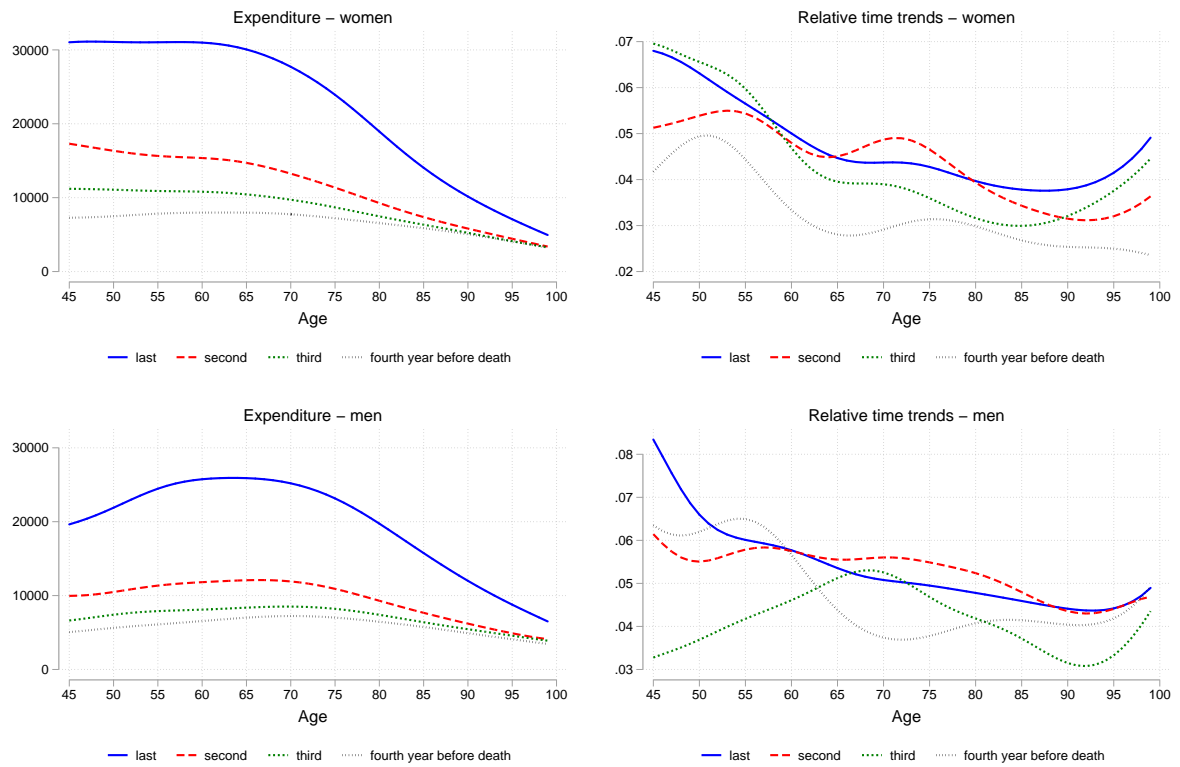 Expenditure – women
30000
20000
10000
0
45 50 55 60 65 70 75 80 85 90 95 100
Age
last second third fourth year before death
Relative time trends – women
.07
.06
.05
.04
.03
.02
45 50 55 60 65 70 75 80 85 90 95 100
Age
last second third fourth year before death
Expenditure – men
30000
20000
10000
0
45 50 55 60 65 70 75 80 85 90 95 100
Age
last second third fourth year before death
Relative time trends – men
.08
.07
.06
.05
.04
.03
45 50 55 60 65 70 75 80 85 90 95 100
Age
last second third fourth year before death